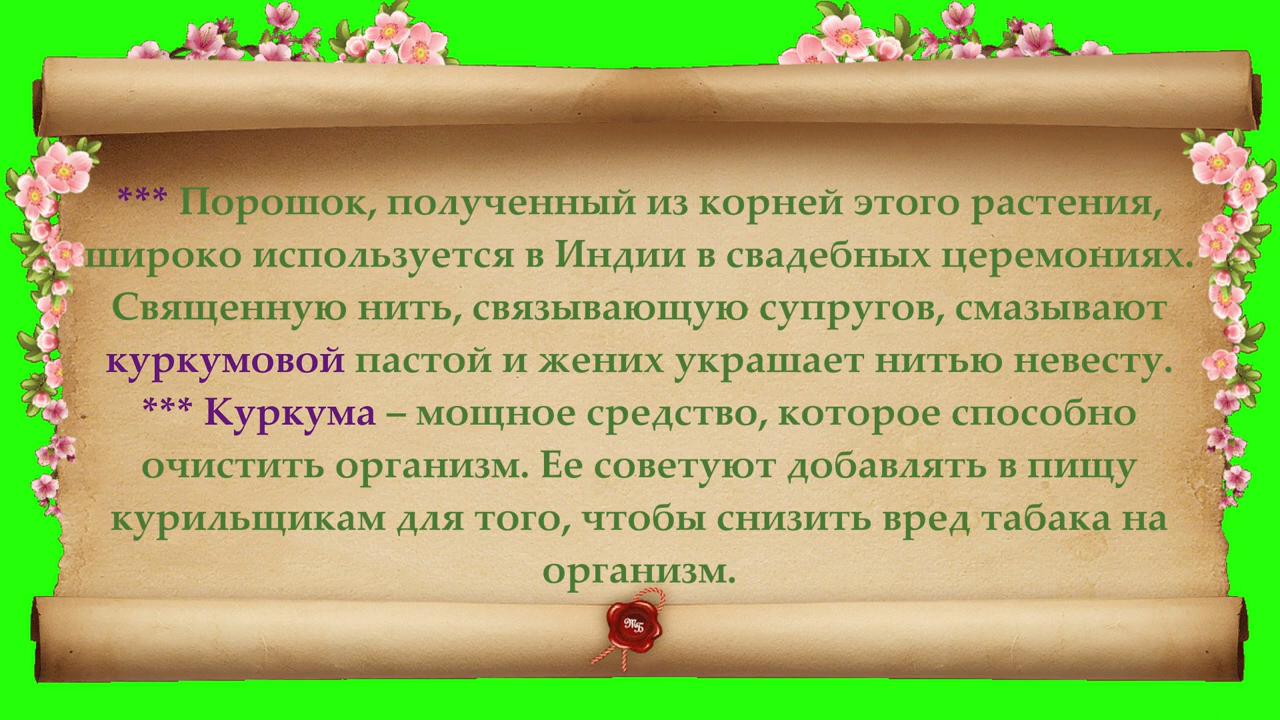 *** Порошок, полученный из корней этого растения,
широко используется в Индии в свадебных церемониях.
Священную нить, связывающую супругов, смазывают
куркумовой пастой и жених украшает нитью невесту.
*** Куркума – мощное средство, которое способно
очистить организм. Ее советуют добавлять в пищу
курильщикам для того, чтобы снизить вред табака на
организм.